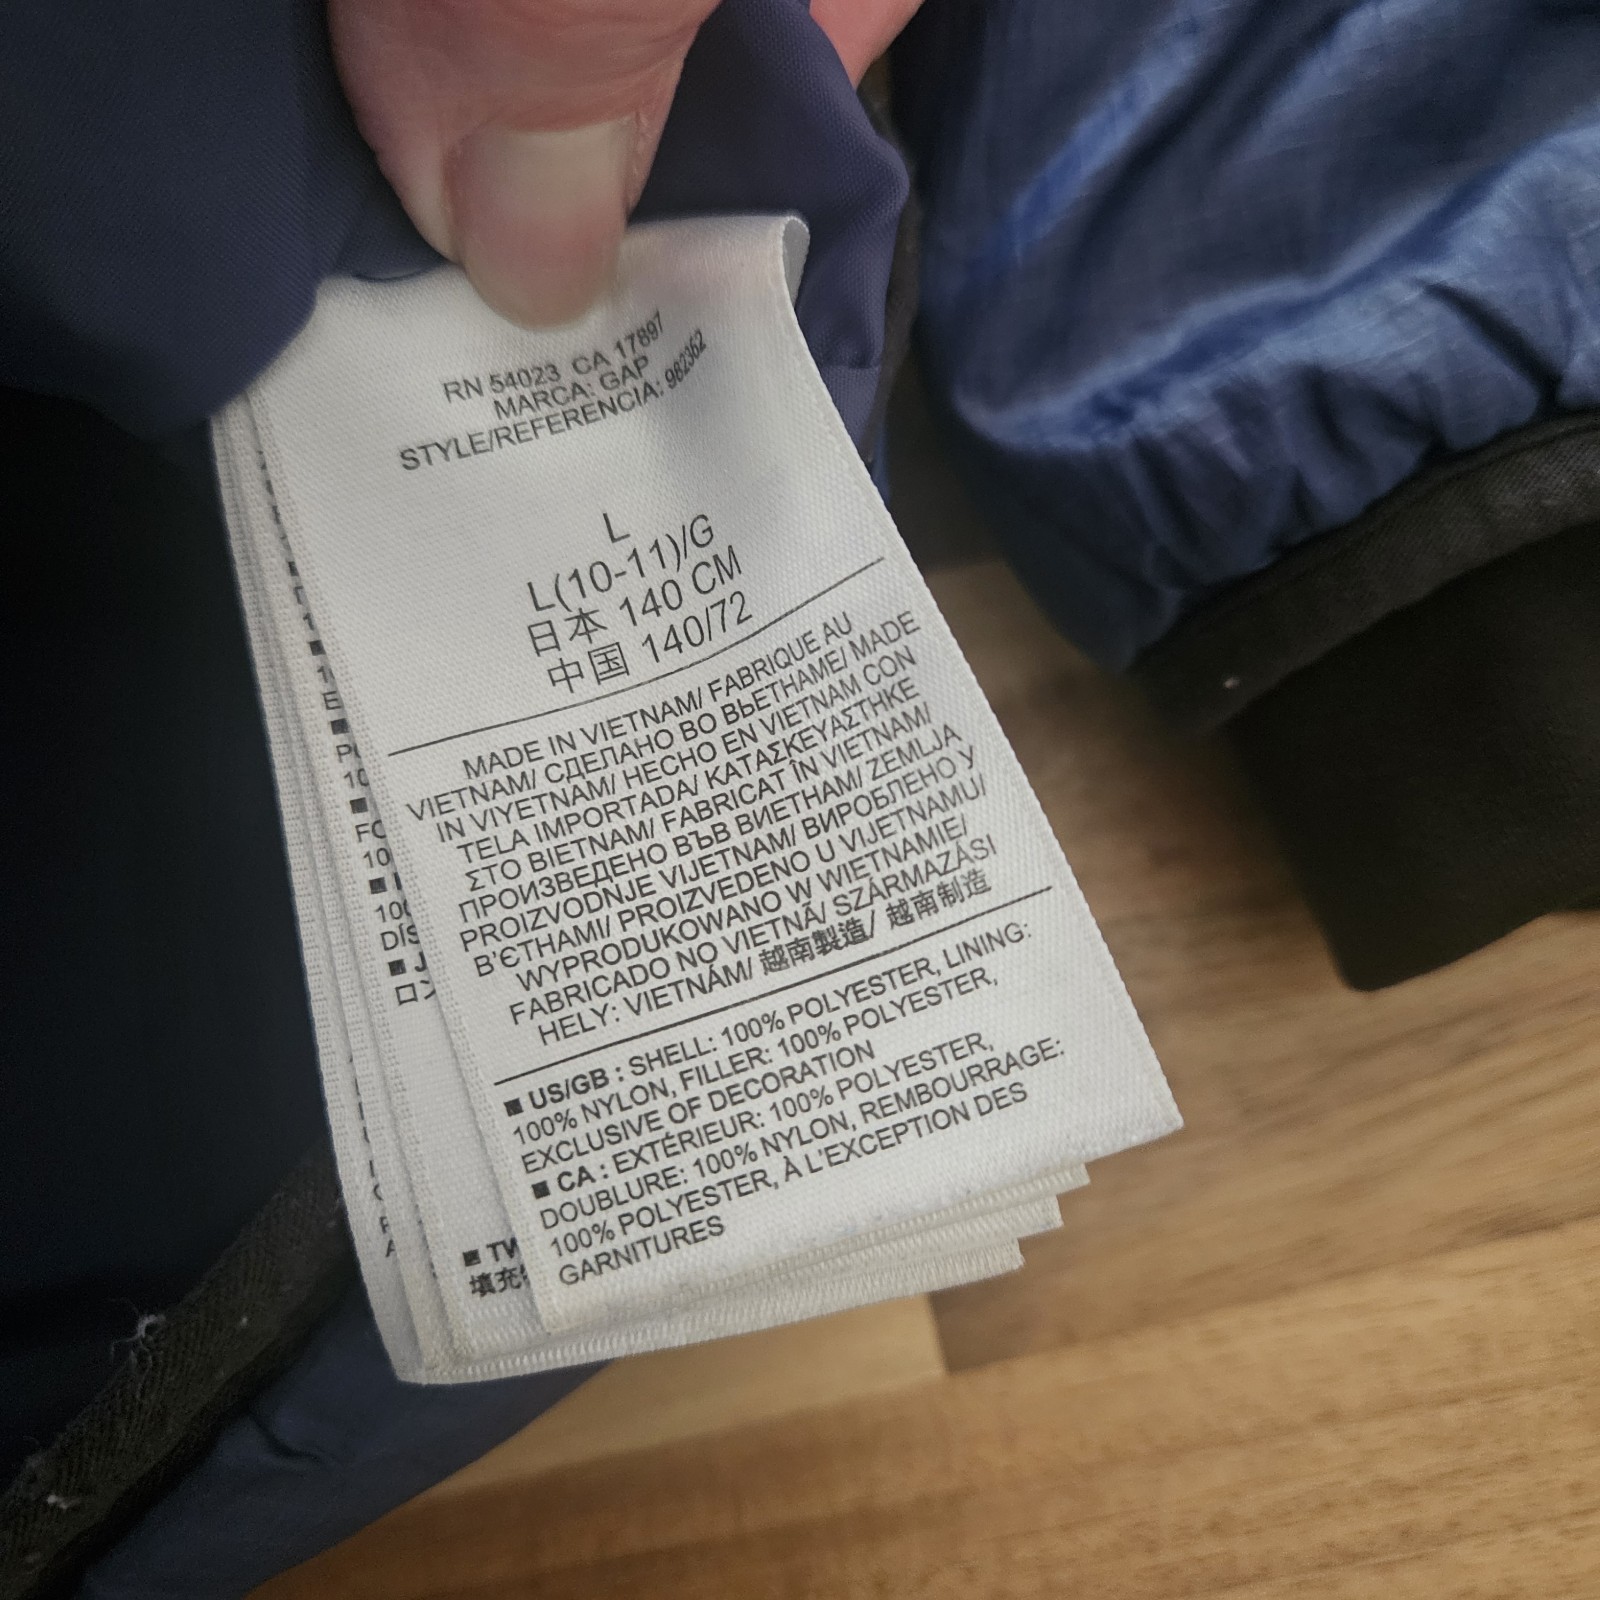 RN 54023 CA 17897
MARCA: GAP
STYLE/REFERENCIA: 982362
L
L(10-11)/G
日本 140 CM
中国 140/72
MADE IN VIETNAM/ FABRIQUE AU
VIETNAM/ СДЕЛАНО ВО ВЬЕТНАМЕ/ MADE
IN VIYETNAM/ HECHO EN VIETNAM CON
TELA IMPORTADA/ ΚΑΤΑΣΚΕΥΑΣΤΗΚΕ
ΣΤΟ ΒΙΕΤΝΑΜ/ FABRICAT ÎN VIETNAM/
ПРОИЗВЕДЕНО ВЪВ ВИЕТНАМ/ ZEMLJA
PROIZVODNJE VIJETNAM/ ВИРОБЛЕНО У
В'ЄТНАМІ/ PROIZVEDENO U VIJETNAMU/
WYPRODUKOWANO W WIETNAMIE/
FABRICADO NO VIETNÃ/ SZÁRMAZÁSI
HELY: VIETNÁM/ 越南製造/ 越南制造
■ US/GB : SHELL: 100% POLYESTER, LINING:
100% NYLON, FILLER: 100% POLYESTER,
EXCLUSIVE OF DECORATION
■ CA : EXTÉRIEUR: 100% POLYESTER,
DOUBLURE: 100% NYLON, REMBOURRAGE:
100% POLYESTER, À L'EXCEPTION DES
GARNITURES
■ TW
填充